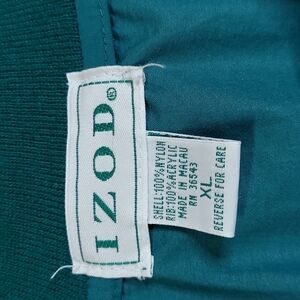 IZOD®
SHELL:100%NYLON
RIB:100%ACRYLIC
MADE IN MACAU
RN 36543
XL
REVERSE FOR CARE